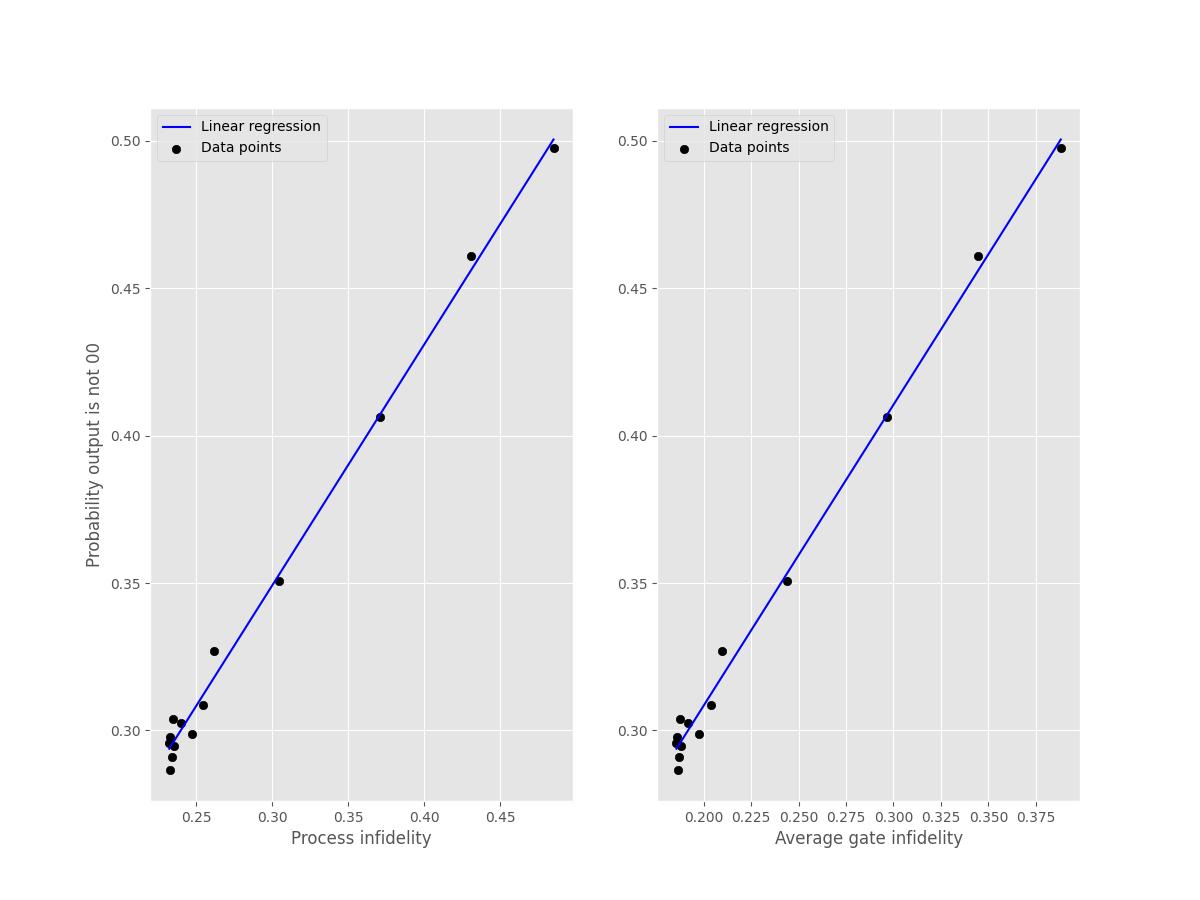 Linear regression
Data points
0.50
0.45
0.40
0.35
0.30
Probability output is not 00
0.25 0.30 0.35 0.40 0.45
Process infidelity
Linear regression
Data points
0.50
0.45
0.40
0.35
0.30
0.200 0.225 0.250 0.275 0.300 0.325 0.350 0.375
Average gate infidelity